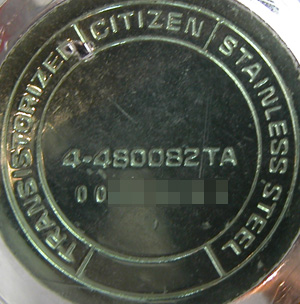 TRANSISTORIZED
CITIZEN
STAINLESS STEEL
4-480082TA
00